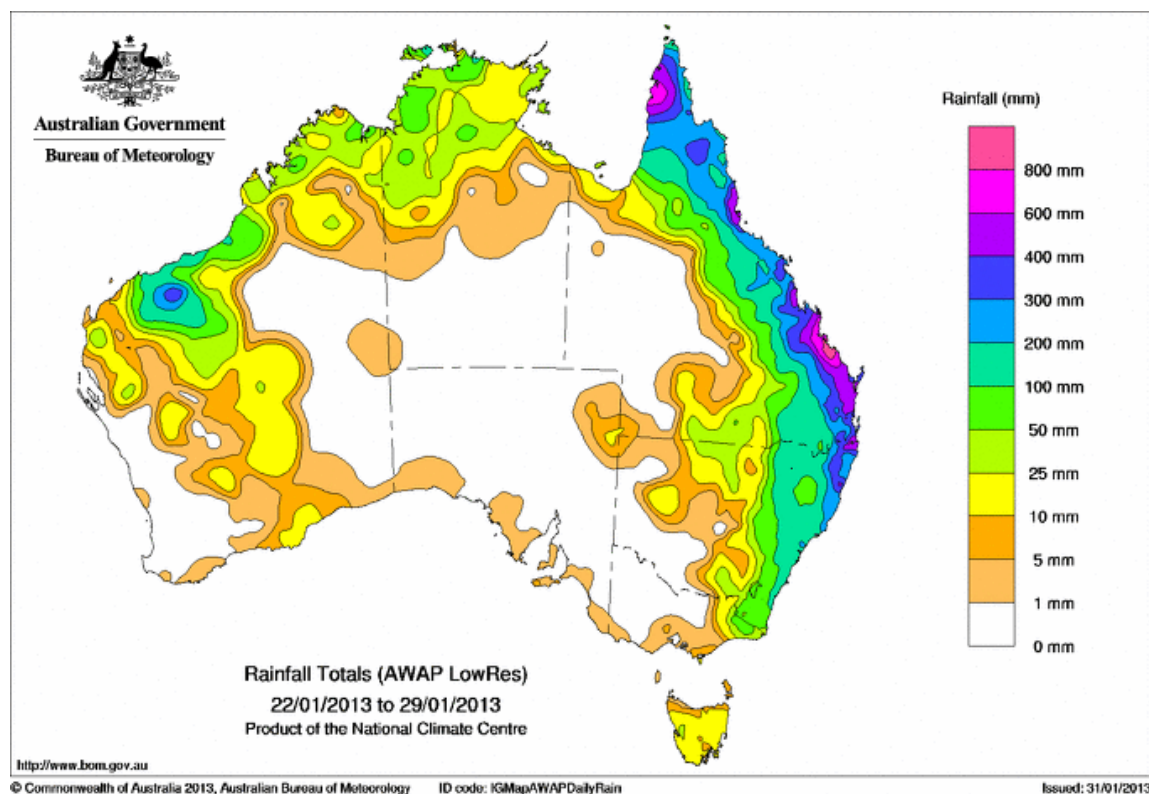 Australian Government
Bureau of Meteorology
Rainfall (mm)
800 mm
600 mm
400 mm
300 mm
200 mm
100 mm
50 mm
25 mm
10 mm
5 mm
1 mm
0 mm
Rainfall Totals (AWAP LowRes)
22/01/2013 to 29/01/2013
Product of the National Climate Centre
http://www.bom.gov.au
© Commonwealth of Australia 2013, Australian Bureau of Meteorology ID code: IGMapAWAPDailyRain Issued: 31/01/2013